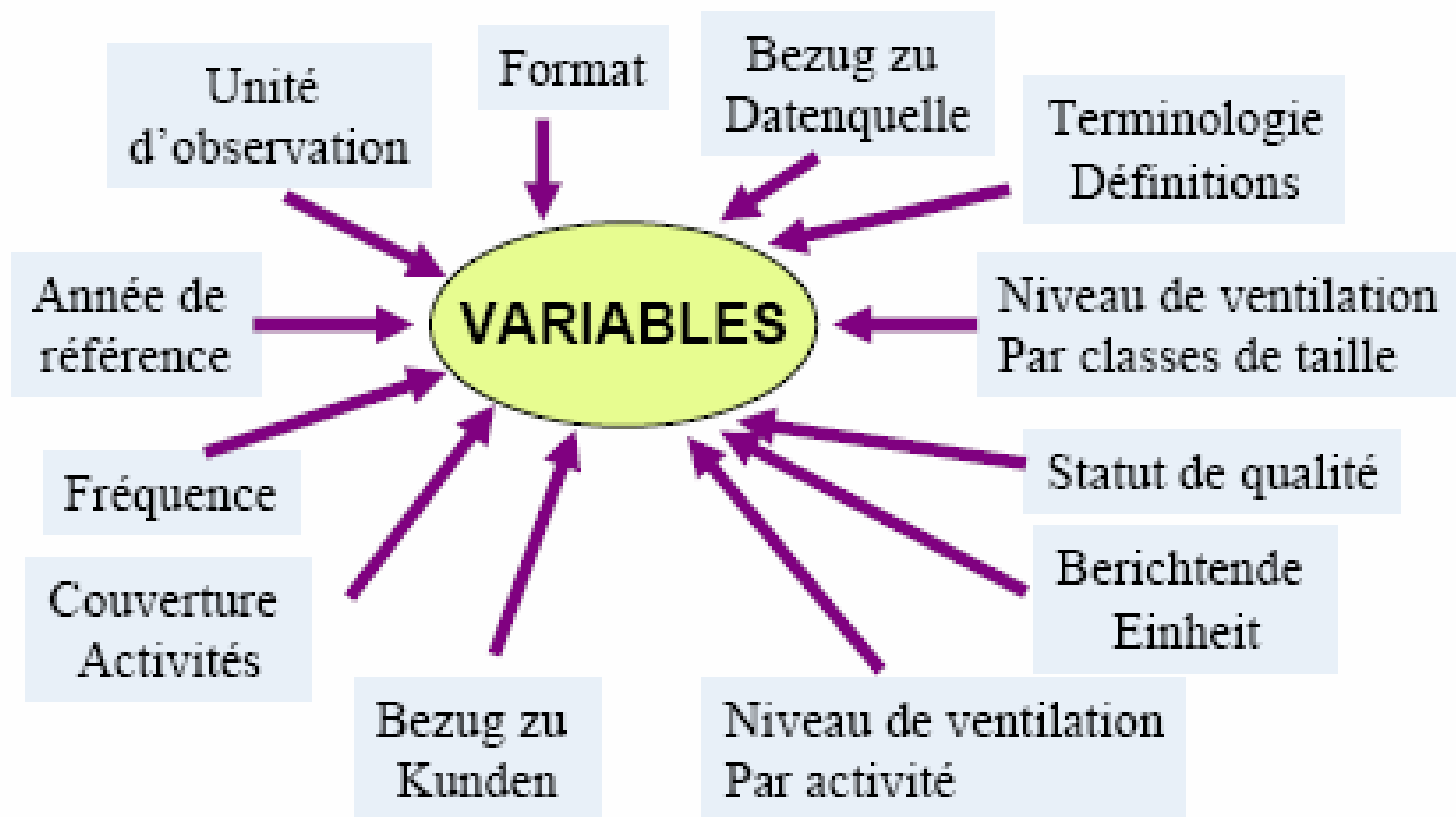 Unité
d'observation
Format
Bezug zu
Datenquelle
Terminologie
Définitions
Année de
référence
VARIABLES
Niveau de ventilation
Par classes de taille
Fréquence
Statut de qualité
Couverture
Activités
Berichtende
Einheit
Bezug zu
Kunden
Niveau de ventilation
Par activité